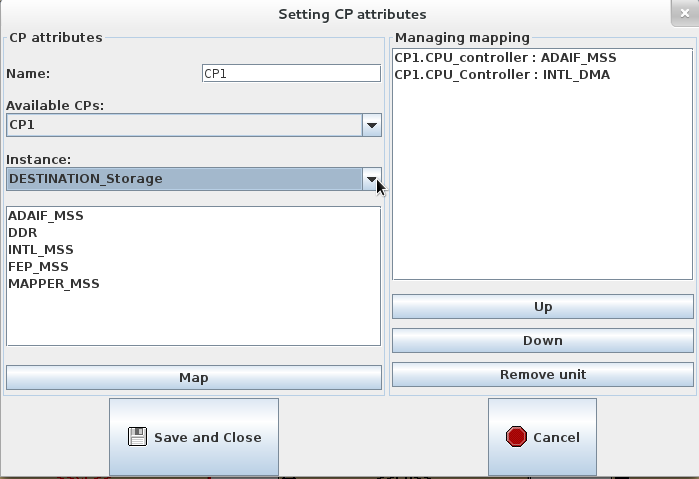 Setting CP attributes
CP attributes
Name:
CP1
Available CPs:
CP1
Instance:
DESTINATION_Storage
ADAIF_MSS
DDR
INTL_MSS
FEP_MSS
MAPPER_MSS
Map
Managing mapping
CP1.CPU_controller : ADAIF_MSS
CP1.CPU_Controller : INTL_DMA
Up
Down
Remove unit
Save and Close
Cancel